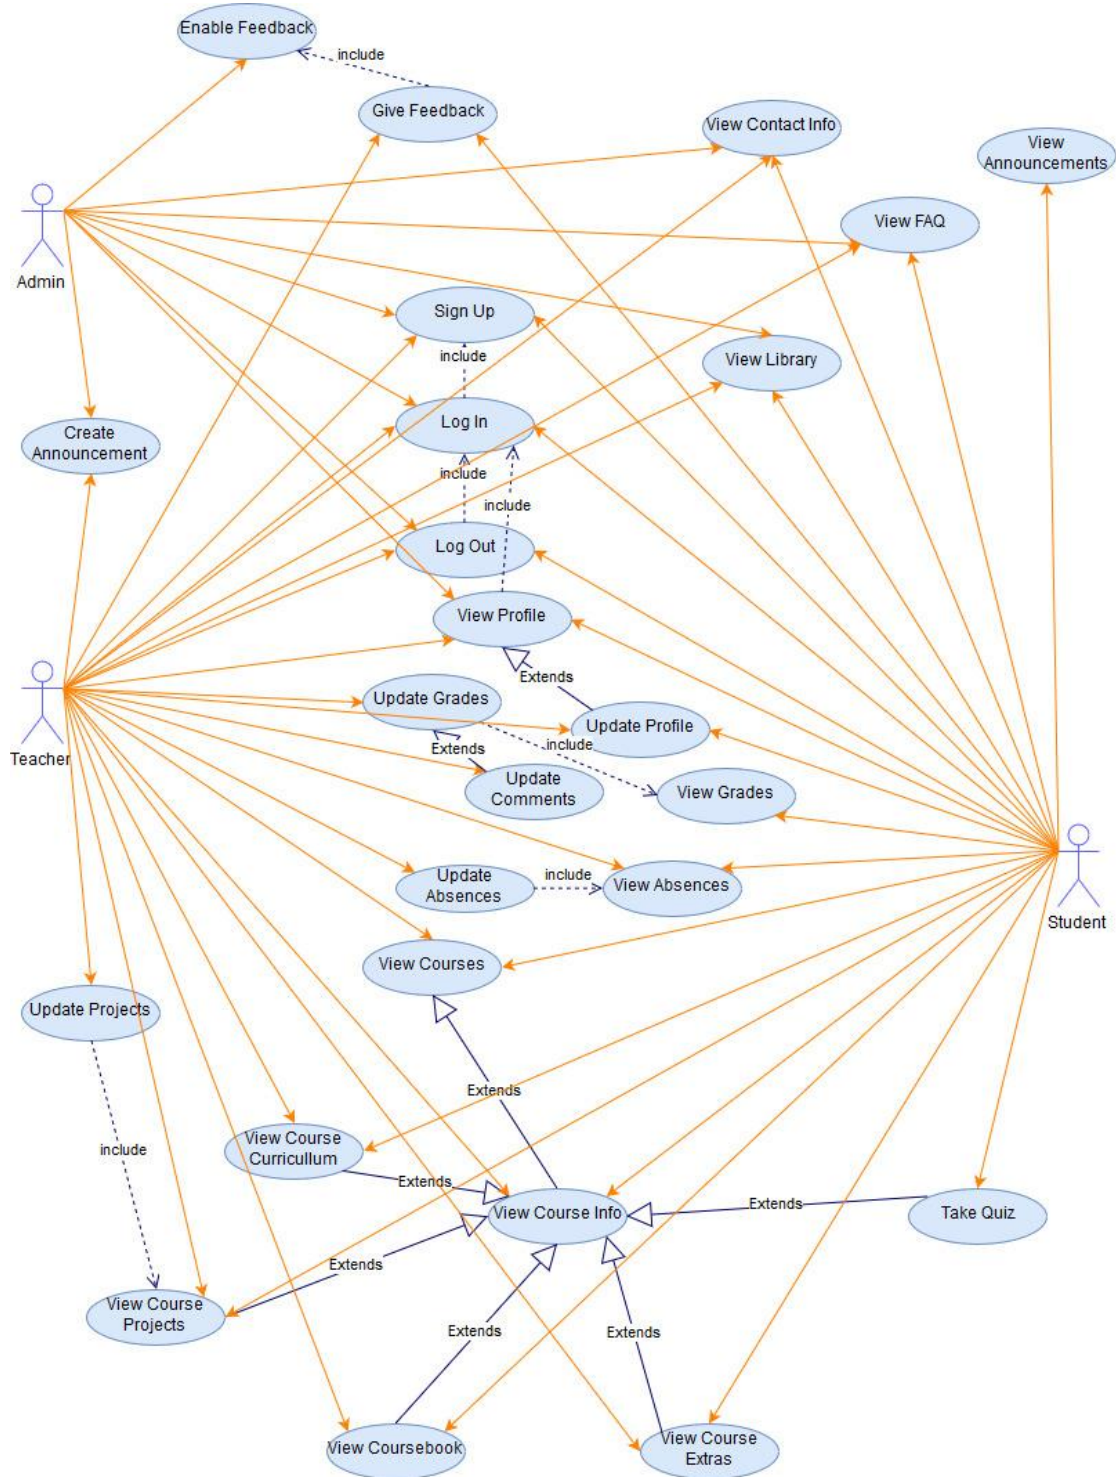 Enable Feedback
include
Give Feedback
View Contact Info
View
Announcements
View FAQ
Admin
Sign Up
include
View Library
Log In
Create
Announcement
include
include
Log Out
View Profile
Extends
Update Grades
Update Profile
Teacher
Extends
include
Update
Comments
View Grades
Update
Absences
include
View Absences
Student
View Courses
Update Projects
Extends
include
View Course
Curricullum
Extends
View Course Info
Extends
Take Quiz
Extends
View Course
Projects
Extends
Extends
View Coursebook
View Course
Extras